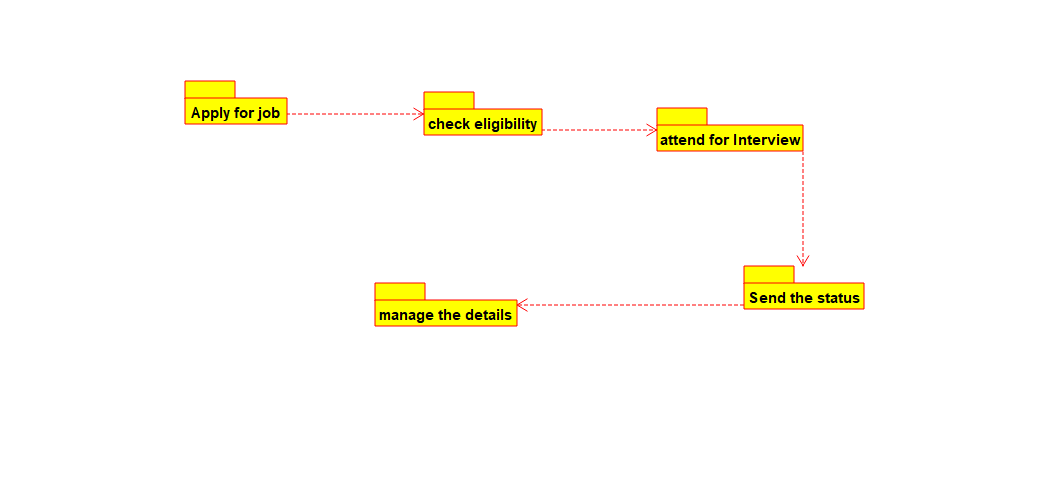 Apply for job
check eligibility
attend for Interview
Send the status
manage the details